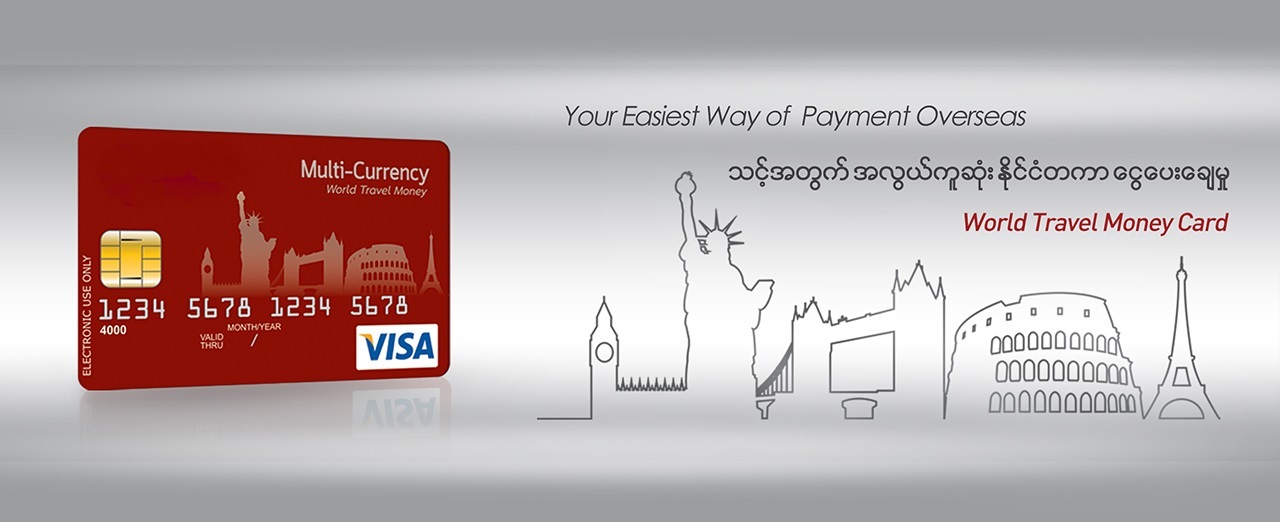 Your Easiest Way of Payment Overseas
သင့်အတွက် အလွယ်ကူဆုံး နိုင်ငံတကာ ငွေပေးချေမှု
World Travel Money Card
Multi-Currency
World Travel Money
ELECTRONIC USE ONLY
1234 5678 1234 5678
4000
MONTH/YEAR
VALID
THRU /
VISA